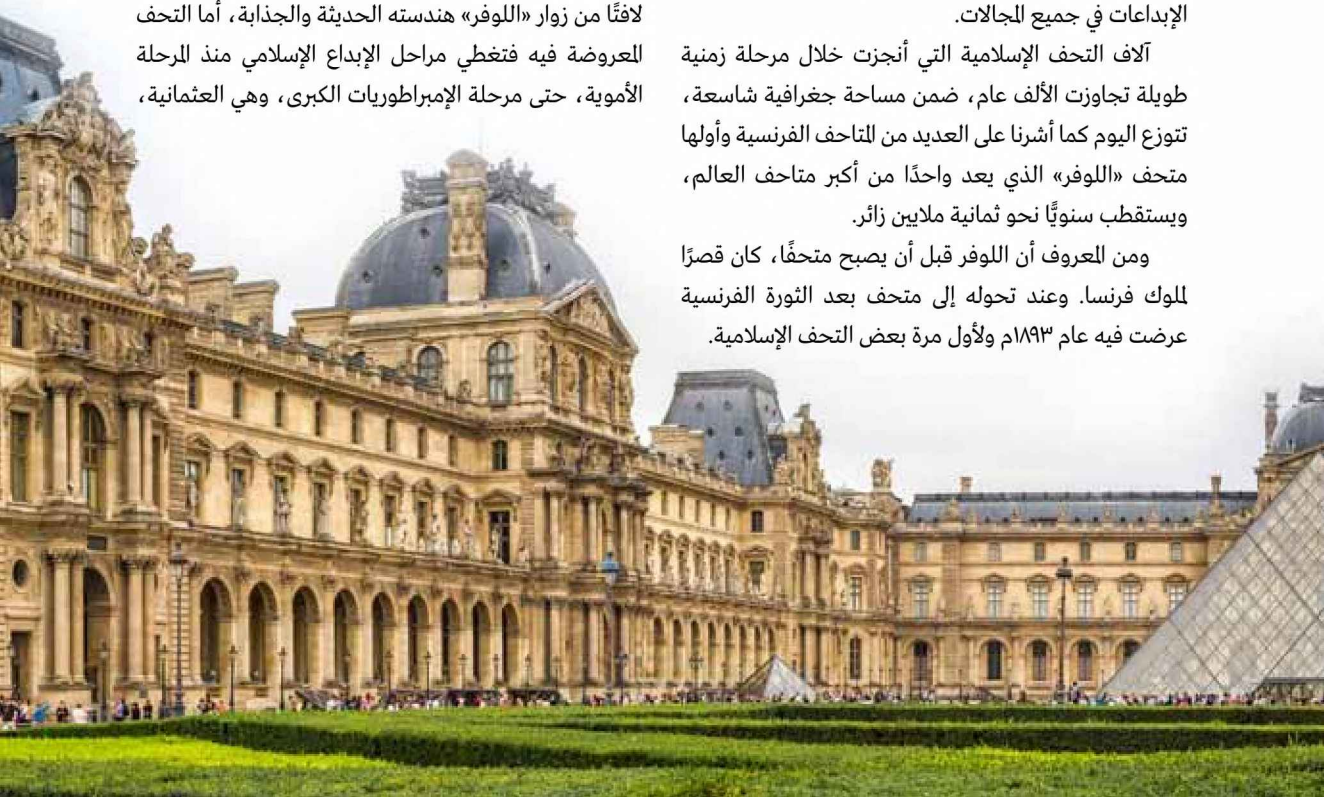 الإبداعات في جميع المجالات.
آلاف التحف الإسلامية التي أنجزت خلال مرحلة زمنية
طويلة تجاوزت الألف عام، ضمن مساحة جغرافية شاسعة،
تتوزع اليوم كما أشرنا على العديد من المتاحف الفرنسية وأولها
متحف «اللوفر» الذي يعد واحدًا من أكبر متاحف العالم،
ويستقطب سنويًّا نحو ثمانية ملايين زائر.
ومن المعروف أن اللوفر قبل أن يصبح متحفًا، كان قصرًا
لملوك فرنسا. وعند تحوله إلى متحف بعد الثورة الفرنسية
عرضت فيه عام ١٨٩٣م ولأول مرة بعض التحف الإسلامية.
لافتًا من زوار «اللوفر» هندسته الحديثة والجذابة، أما التحف
المعروضة فيه فتغطي مراحل الإبداع الإسلامي منذ المرحلة
الأموية، حتى مرحلة الإمبراطوريات الكبرى، وهي العثمانية،